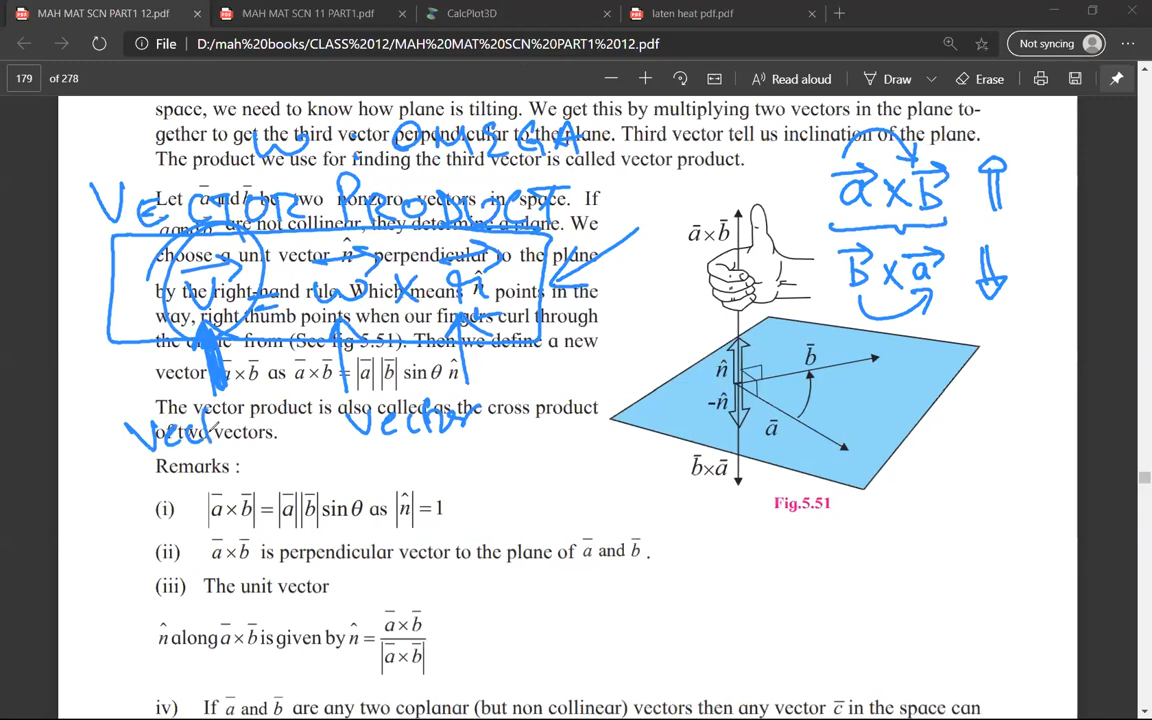 MAH MAT SCN PART1 12.pdf
MAH MAT SCN 11 PART1.pdf
CalcPlot3D
laten heat pdf.pdf
File
D:/mah%20books/CLASS%2012/MAH%20MAT%20SCN%20PART1%2012.pdf
Not syncing
179 of 278
Read aloud
Draw
Erase
space, we need to know how plane is tilting. We get this by multiplying two vectors in the plane to-
gether to get the third vector perpendicular to the plane. Third vector tell us inclination of the plane.
The product we use for finding the third vector is called vector product.
w : OMEGA
VECTOR PRODUCT
Let a̅ and b̅ be two nonzero vectors in space. If
a̅ and b̅ are not collinear, they determine a plane. We
choose a unit vector n̂ perpendicular to the plane
by the right-hand rule. Which means n̂ points in the
way, right thumb points when our fingers curl through
the angle from (See fig 5.51). Then we define a new
vector a̅×b̅ as a̅×b̅ = |a̅| |b̅| sin θ n̂
The vector product is also called as the cross product
of two vectors.
v⃗ = w⃗ × r⃗
vector
vect
a⃗ × B⃗
B⃗ × a⃗
a̅×b̅
n̂
-n̂
b̅
a̅
b̅×a̅
Fig.5.51
Remarks :
(i) |a̅×b̅| = |a̅||b̅| sin θ as |n̂| = 1
(ii) a̅×b̅ is perpendicular vector to the plane of a̅ and b̅ .
(iii) The unit vector
n̂ along a̅×b̅ is given by n̂ = a̅×b̅ / |a̅×b̅|
iv) If a̅ and b̅ are any two coplanar (but non collinear) vectors then any vector c̅ in the space can